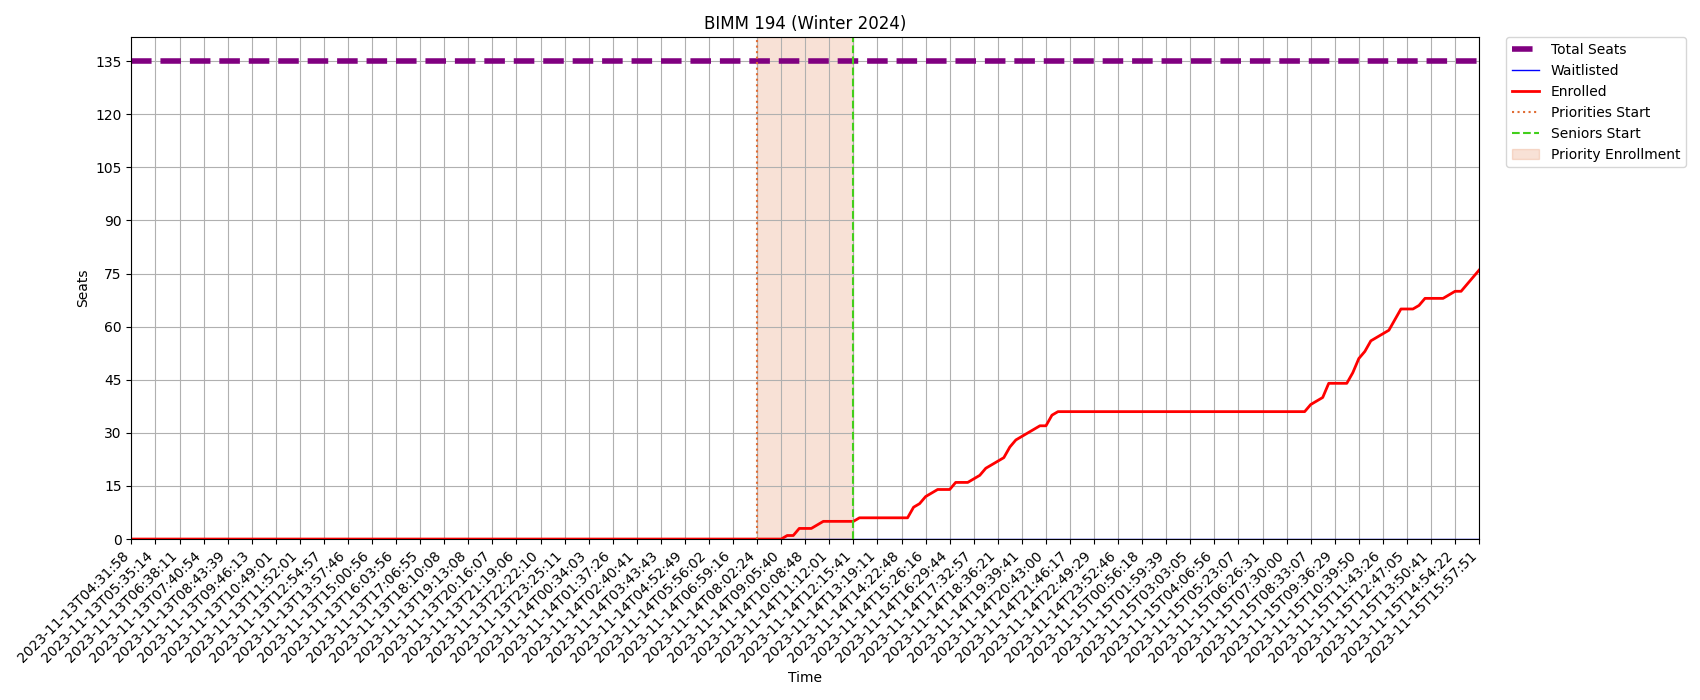 BIMM 194 (Winter 2024)
Total Seats
Waitlisted
Enrolled
Priorities Start
Seniors Start
Priority Enrollment
Seats
135
120
105
90
75
60
45
30
15
0
2023-11-13T04:31:58
2023-11-13T05:35:14
2023-11-13T06:38:11
2023-11-13T07:40:54
2023-11-13T08:43:39
2023-11-13T09:46:13
2023-11-13T10:49:01
2023-11-13T11:52:01
2023-11-13T12:54:57
2023-11-13T13:57:46
2023-11-13T15:00:56
2023-11-13T16:03:56
2023-11-13T17:06:55
2023-11-13T18:10:08
2023-11-13T19:13:08
2023-11-13T20:16:07
2023-11-13T21:19:06
2023-11-13T22:22:10
2023-11-13T23:25:11
2023-11-14T00:34:03
2023-11-14T01:37:26
2023-11-14T02:40:41
2023-11-14T03:43:43
2023-11-14T04:52:49
2023-11-14T05:56:02
2023-11-14T06:59:16
2023-11-14T08:02:24
2023-11-14T09:05:40
2023-11-14T10:08:48
2023-11-14T11:12:01
2023-11-14T12:15:41
2023-11-14T13:19:11
2023-11-14T14:22:48
2023-11-14T15:26:16
2023-11-14T16:29:44
2023-11-14T17:32:57
2023-11-14T18:36:21
2023-11-14T19:39:41
2023-11-14T20:43:00
2023-11-14T21:46:17
2023-11-14T22:49:29
2023-11-14T23:52:46
2023-11-15T00:56:18
2023-11-15T01:59:39
2023-11-15T03:03:05
2023-11-15T04:06:56
2023-11-15T05:23:07
2023-11-15T06:26:31
2023-11-15T07:30:00
2023-11-15T08:33:07
2023-11-15T09:36:29
2023-11-15T10:39:50
2023-11-15T11:43:26
2023-11-15T12:47:05
2023-11-15T13:50:41
2023-11-15T14:54:22
2023-11-15T15:57:51
Time